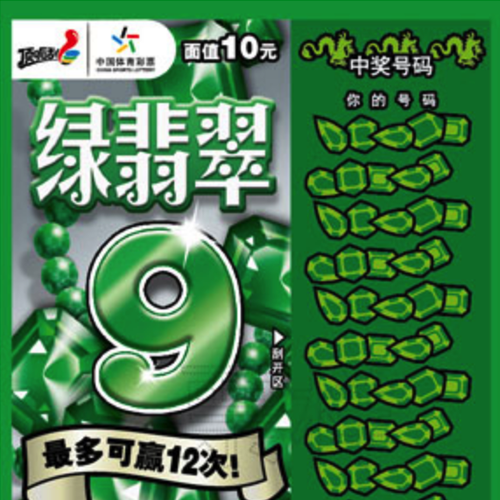 顶呱刮
中国体育彩票
CHINA SPORTS LOTTERY
面值10元
绿翡翠
9
最多可赢12次!
中奖号码
你的号码
刮开区